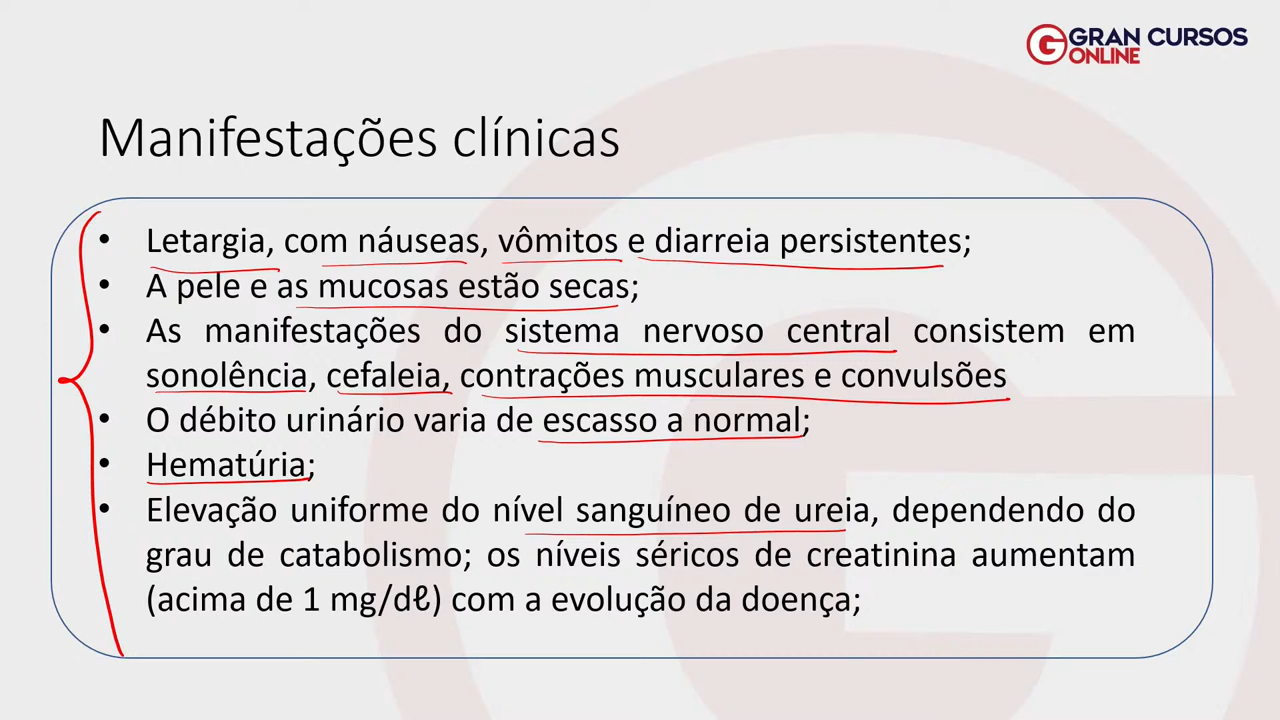 GRAN CURSOS
ONLINE
Manifestações clínicas
• Letargia, com náuseas, vômitos e diarreia persistentes;
• A pele e as mucosas estão secas;
• As manifestações do sistema nervoso central consistem em
sonolência, cefaleia, contrações musculares e convulsões
• O débito urinário varia de escasso a normal;
• Hematúria;
• Elevação uniforme do nível sanguíneo de ureia, dependendo do
grau de catabolismo; os níveis séricos de creatinina aumentam
(acima de 1 mg/dℓ) com a evolução da doença;